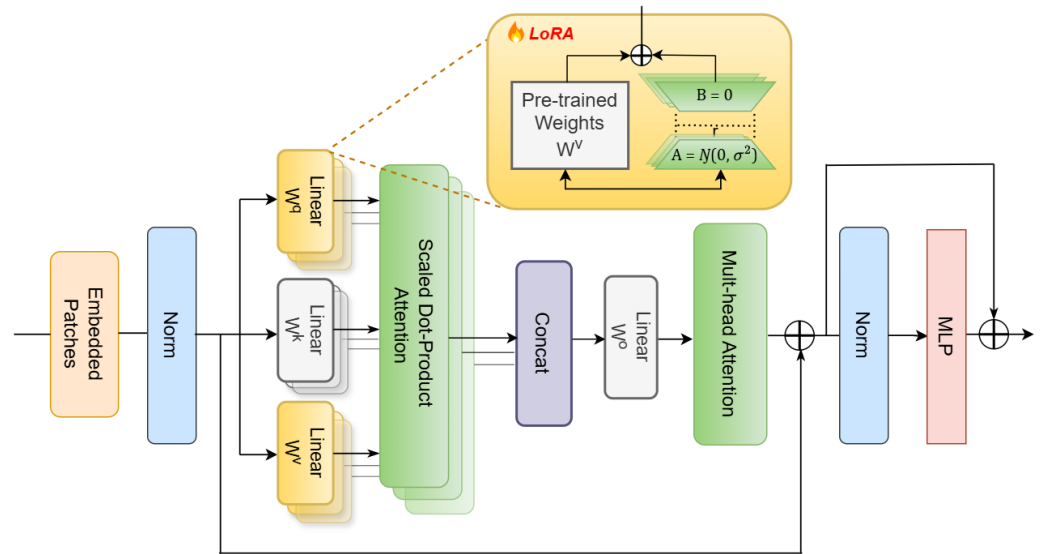 LoRA
Pre-trained
Weights
W^v
B = 0
r
A = N(0, σ²)
Embedded
Patches
Norm
Linear
W^q
Linear
W^k
Linear
W^v
Scaled Dot-Product
Attention
Concat
Linear
W^o
Mult-head Attention
Norm
MLP